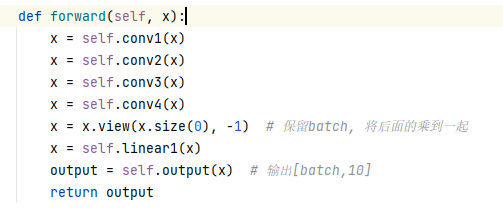 def forward(self, x):
    x = self.conv1(x)
    x = self.conv2(x)
    x = self.conv3(x)
    x = self.conv4(x)
    x = x.view(x.size(0), -1)  # 保留batch, 将后面的乘到一起
    x = self.linear1(x)
    output = self.output(x)  # 输出[batch,10]
    return output